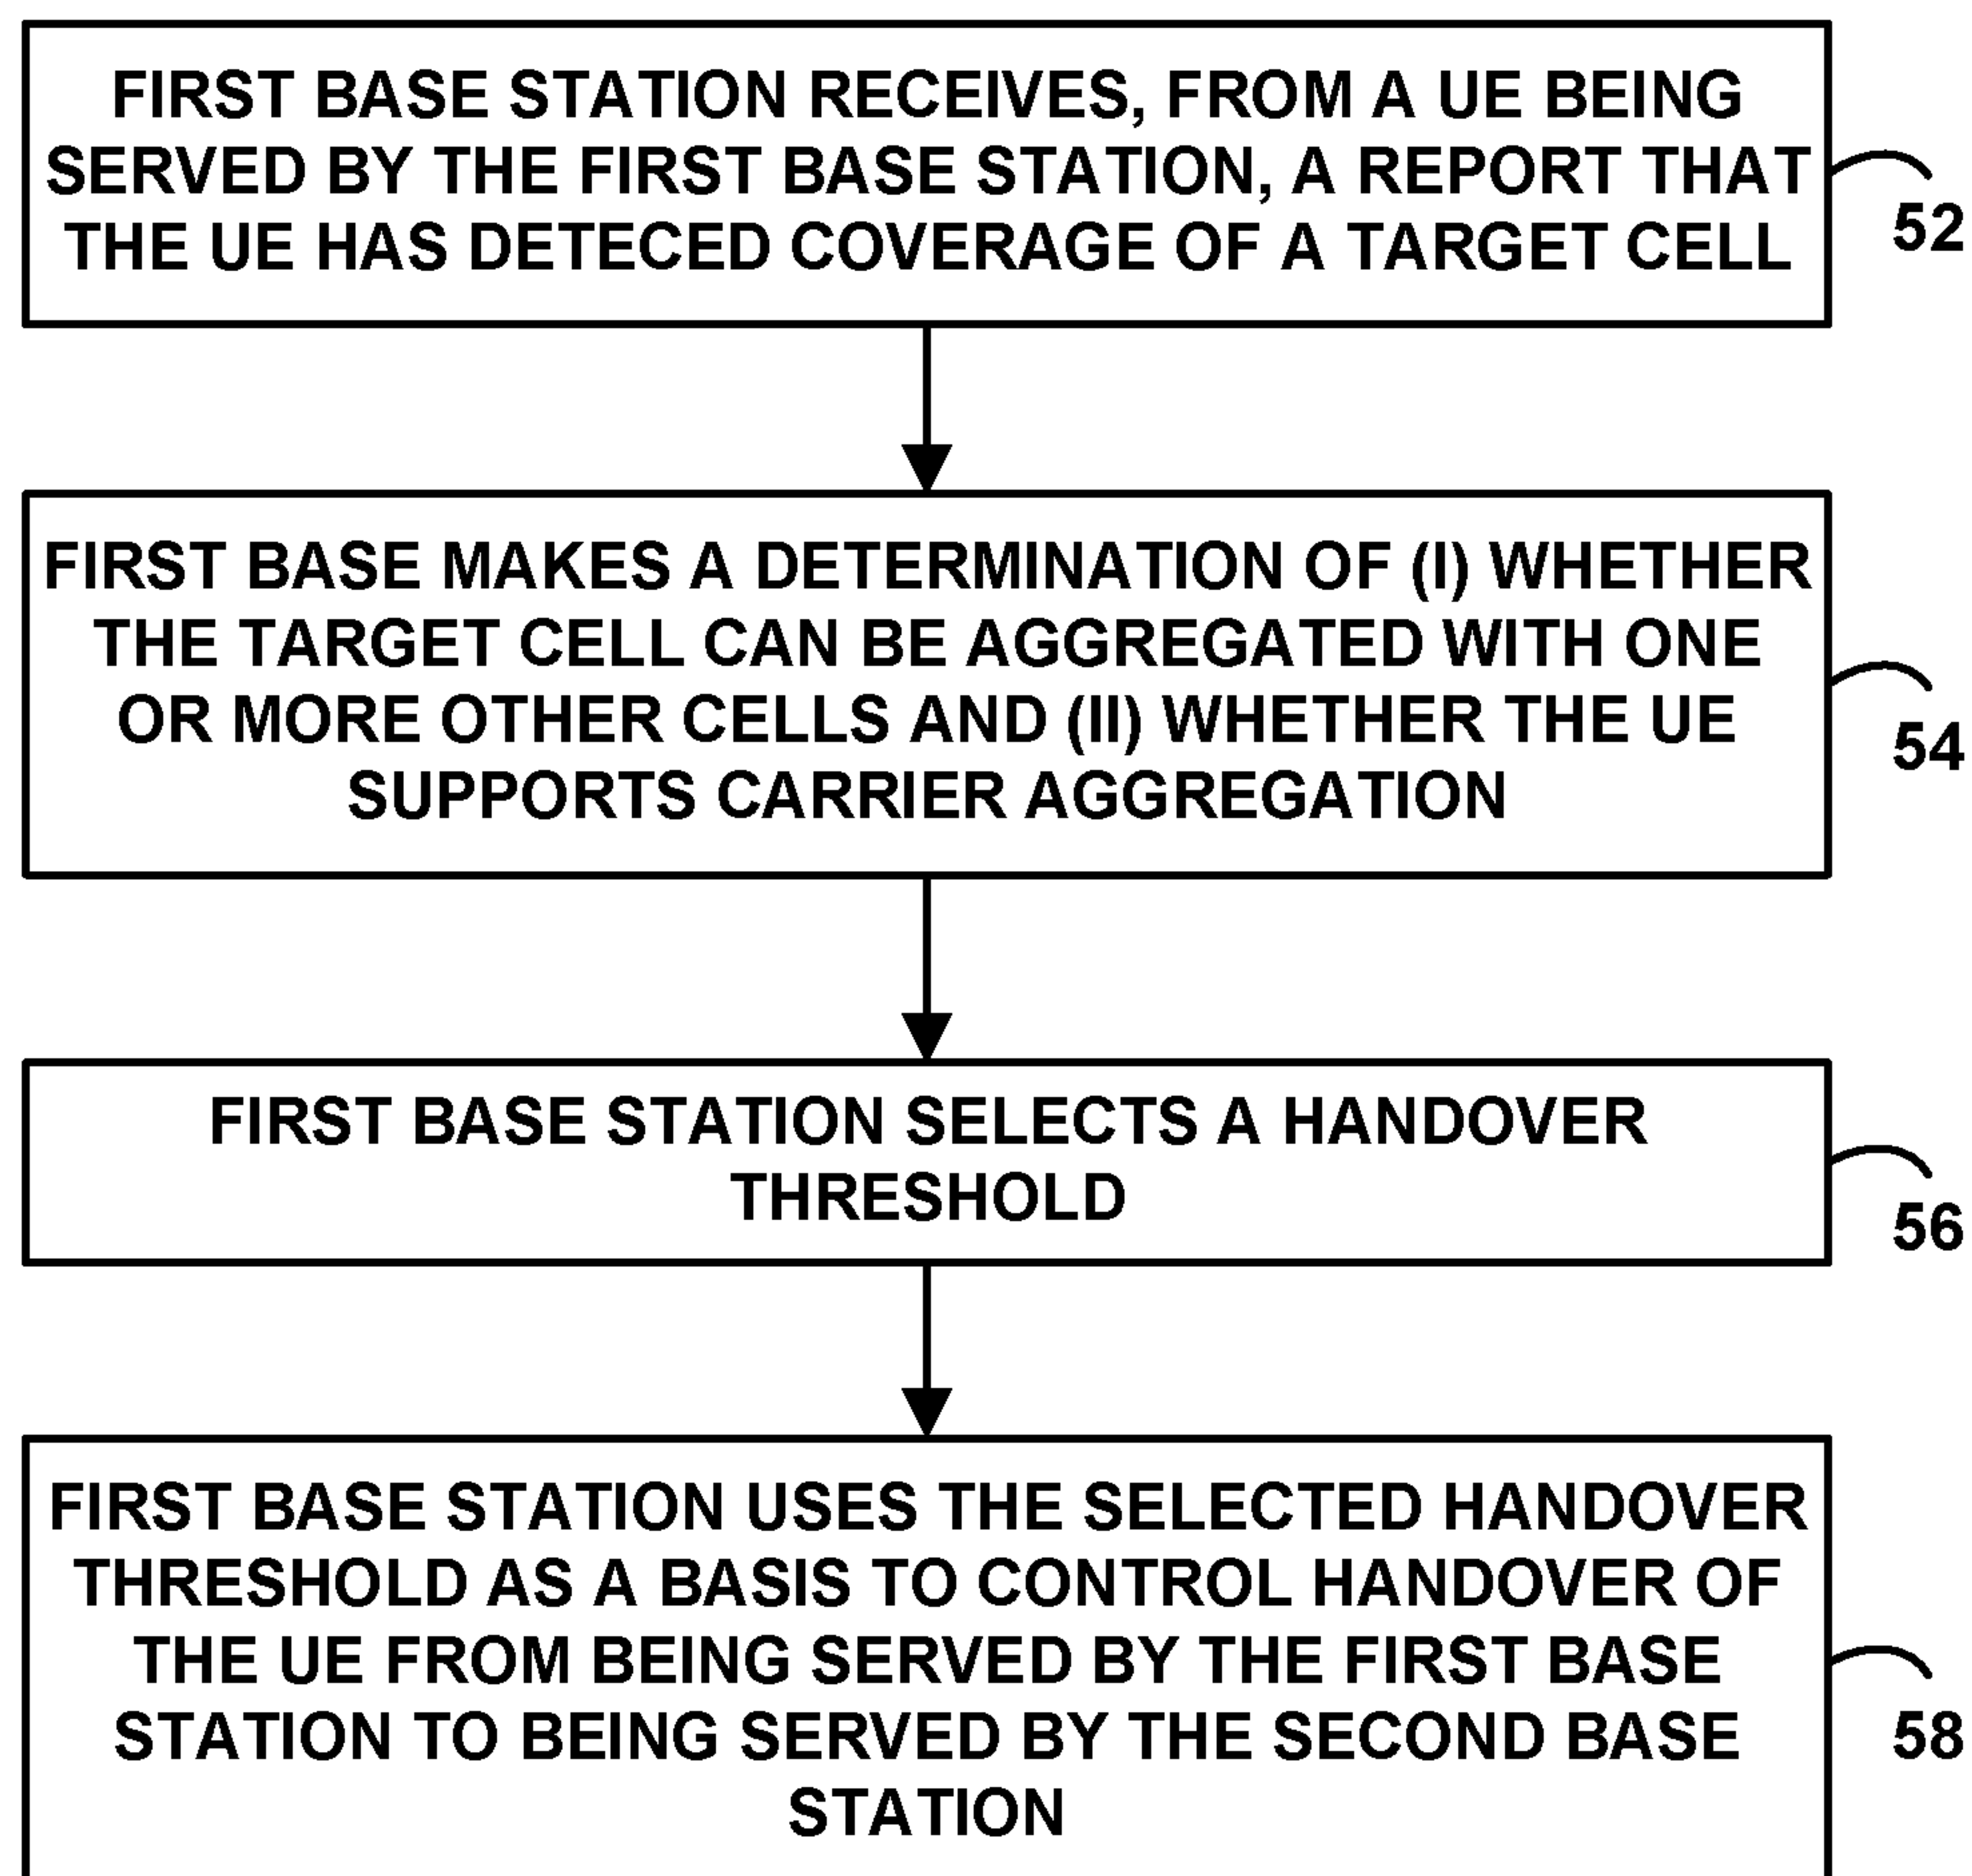 FIRST BASE STATION RECEIVES, FROM A UE BEING
SERVED BY THE FIRST BASE STATION, A REPORT THAT
THE UE HAS DETECED COVERAGE OF A TARGET CELL
52
FIRST BASE MAKES A DETERMINATION OF (I) WHETHER
THE TARGET CELL CAN BE AGGREGATED WITH ONE
OR MORE OTHER CELLS AND (II) WHETHER THE UE
SUPPORTS CARRIER AGGREGATION
54
FIRST BASE STATION SELECTS A HANDOVER
THRESHOLD
56
FIRST BASE STATION USES THE SELECTED HANDOVER
THRESHOLD AS A BASIS TO CONTROL HANDOVER OF
THE UE FROM BEING SERVED BY THE FIRST BASE
STATION TO BEING SERVED BY THE SECOND BASE
STATION
58